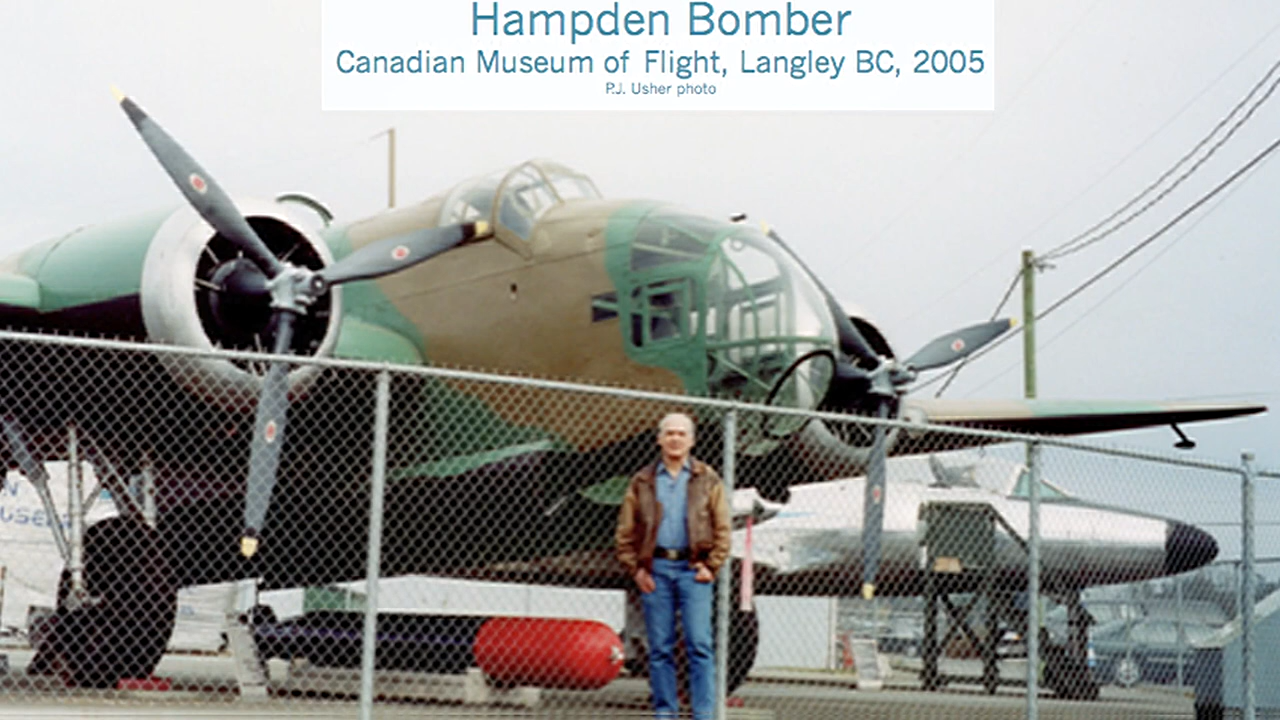 Hampden Bomber
Canadian Museum of Flight, Langley BC, 2005
P.J. Usher photo